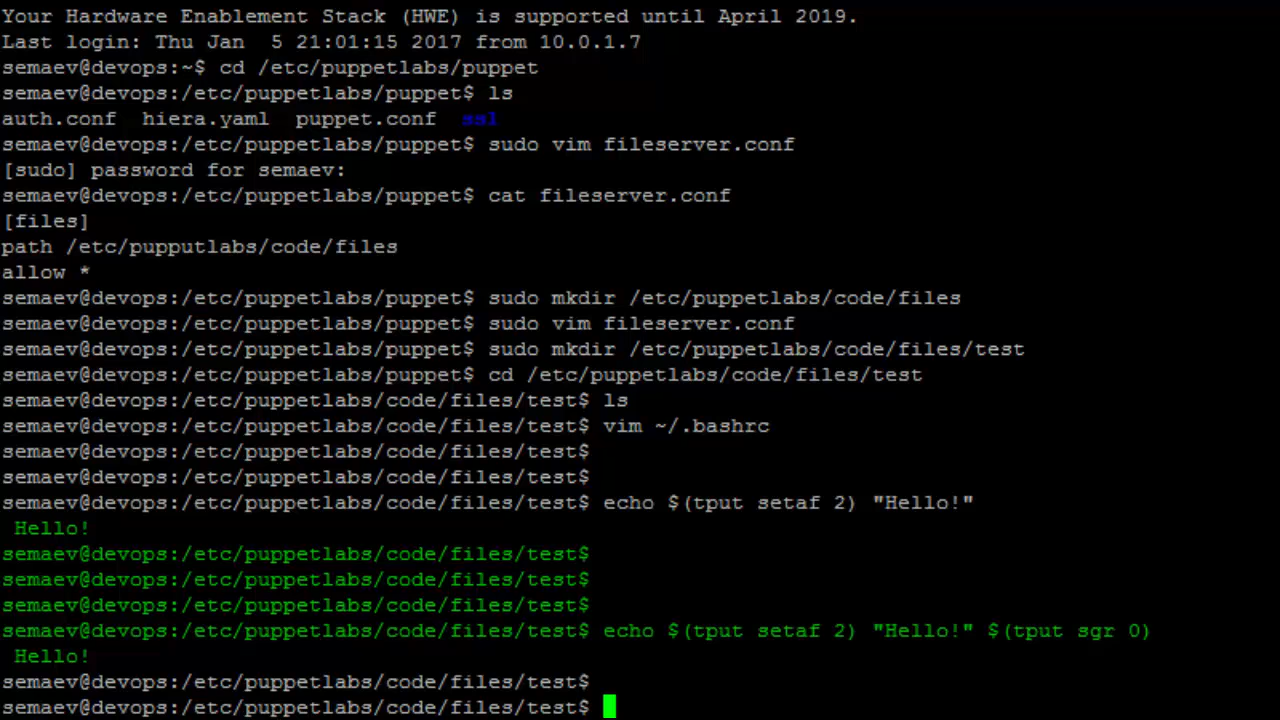 Your Hardware Enablement Stack (HWE) is supported until April 2019.
Last login: Thu Jan  5 21:01:15 2017 from 10.0.1.7
semaev@devops:~$ cd /etc/puppetlabs/puppet
semaev@devops:/etc/puppetlabs/puppet$ ls
auth.conf  hiera.yaml  puppet.conf  ssl
semaev@devops:/etc/puppetlabs/puppet$ sudo vim fileserver.conf
[sudo] password for semaev:
semaev@devops:/etc/puppetlabs/puppet$ cat fileserver.conf
[files]
path /etc/pupputlabs/code/files
allow *
semaev@devops:/etc/puppetlabs/puppet$ sudo mkdir /etc/puppetlabs/code/files
semaev@devops:/etc/puppetlabs/puppet$ sudo vim fileserver.conf
semaev@devops:/etc/puppetlabs/puppet$ sudo mkdir /etc/puppetlabs/code/files/test
semaev@devops:/etc/puppetlabs/puppet$ cd /etc/puppetlabs/code/files/test
semaev@devops:/etc/puppetlabs/code/files/test$ ls
semaev@devops:/etc/puppetlabs/code/files/test$ vim ~/.bashrc
semaev@devops:/etc/puppetlabs/code/files/test$
semaev@devops:/etc/puppetlabs/code/files/test$
semaev@devops:/etc/puppetlabs/code/files/test$ echo $(tput setaf 2) "Hello!"
 Hello!
semaev@devops:/etc/puppetlabs/code/files/test$
semaev@devops:/etc/puppetlabs/code/files/test$
semaev@devops:/etc/puppetlabs/code/files/test$
semaev@devops:/etc/puppetlabs/code/files/test$ echo $(tput setaf 2) "Hello!" $(tput sgr 0)
 Hello!
semaev@devops:/etc/puppetlabs/code/files/test$
semaev@devops:/etc/puppetlabs/code/files/test$